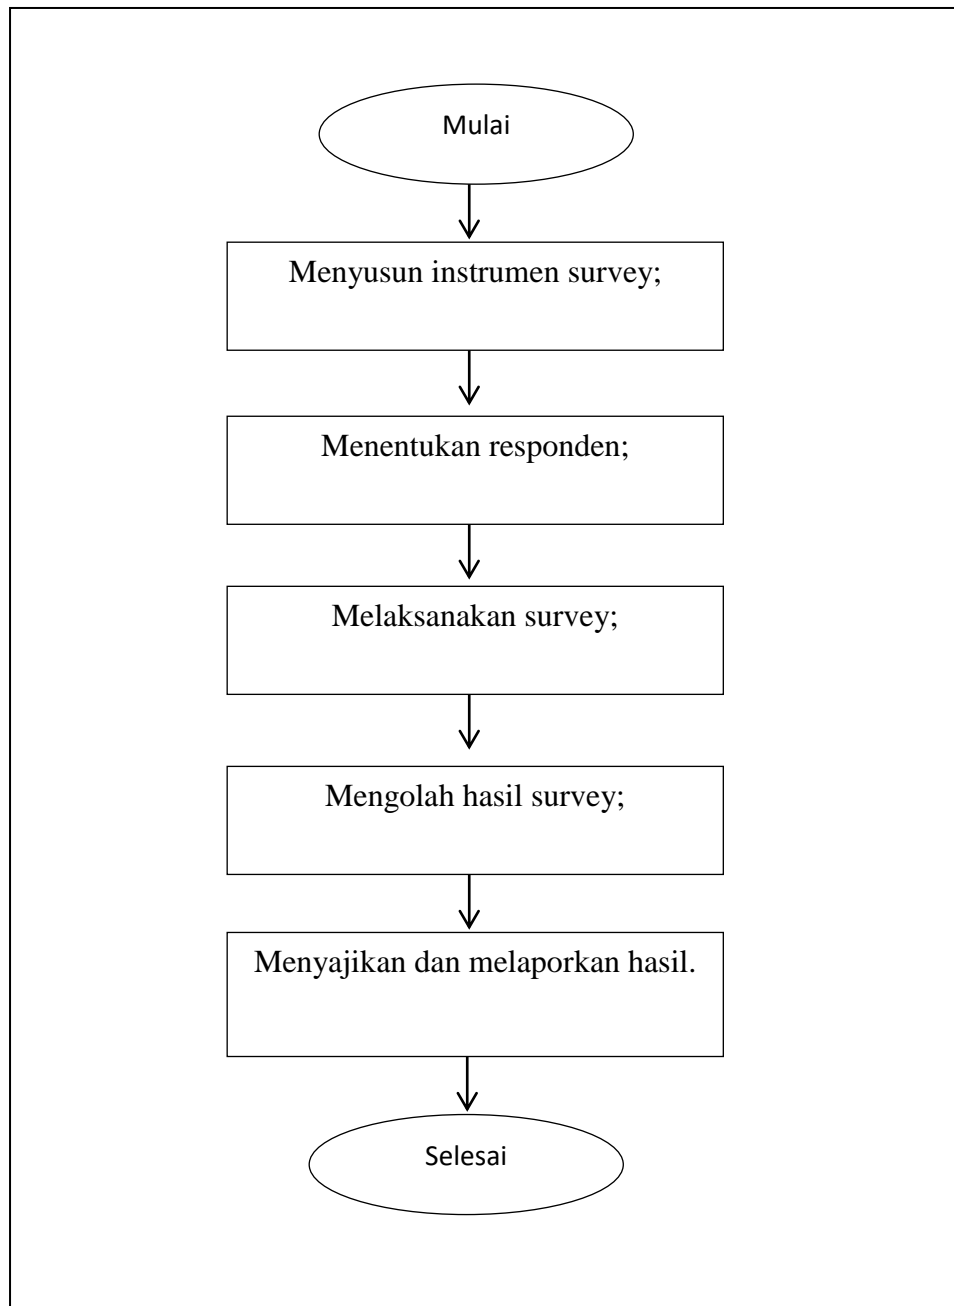 Mulai
Menyusun instrumen survey;
Menentukan responden;
Melaksanakan survey;
Mengolah hasil survey;
Menyajikan dan melaporkan hasil.
Selesai